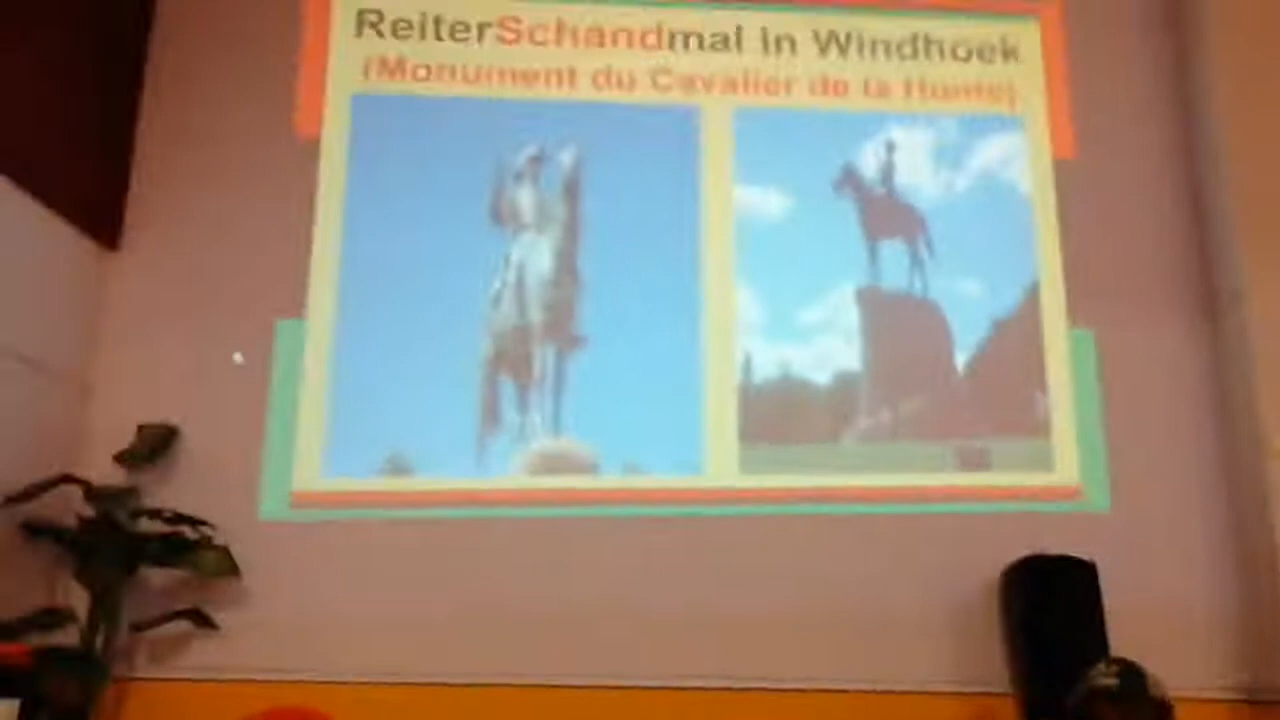 ReiterSchandmal in Windhoek
(Monument du Cavalier de la Honte)